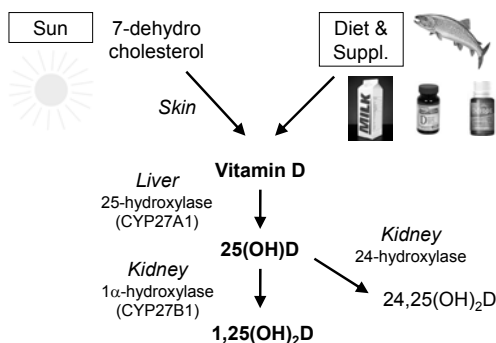 Sun
7-dehydro
cholesterol
Diet &
Suppl.
Skin
MILK
D
Vitamin D
Liver
25-hydroxylase
(CYP27A1)
25(OH)D
Kidney
24-hydroxylase
Kidney
1α-hydroxylase
(CYP27B1)
24,25(OH)₂D
1,25(OH)₂D